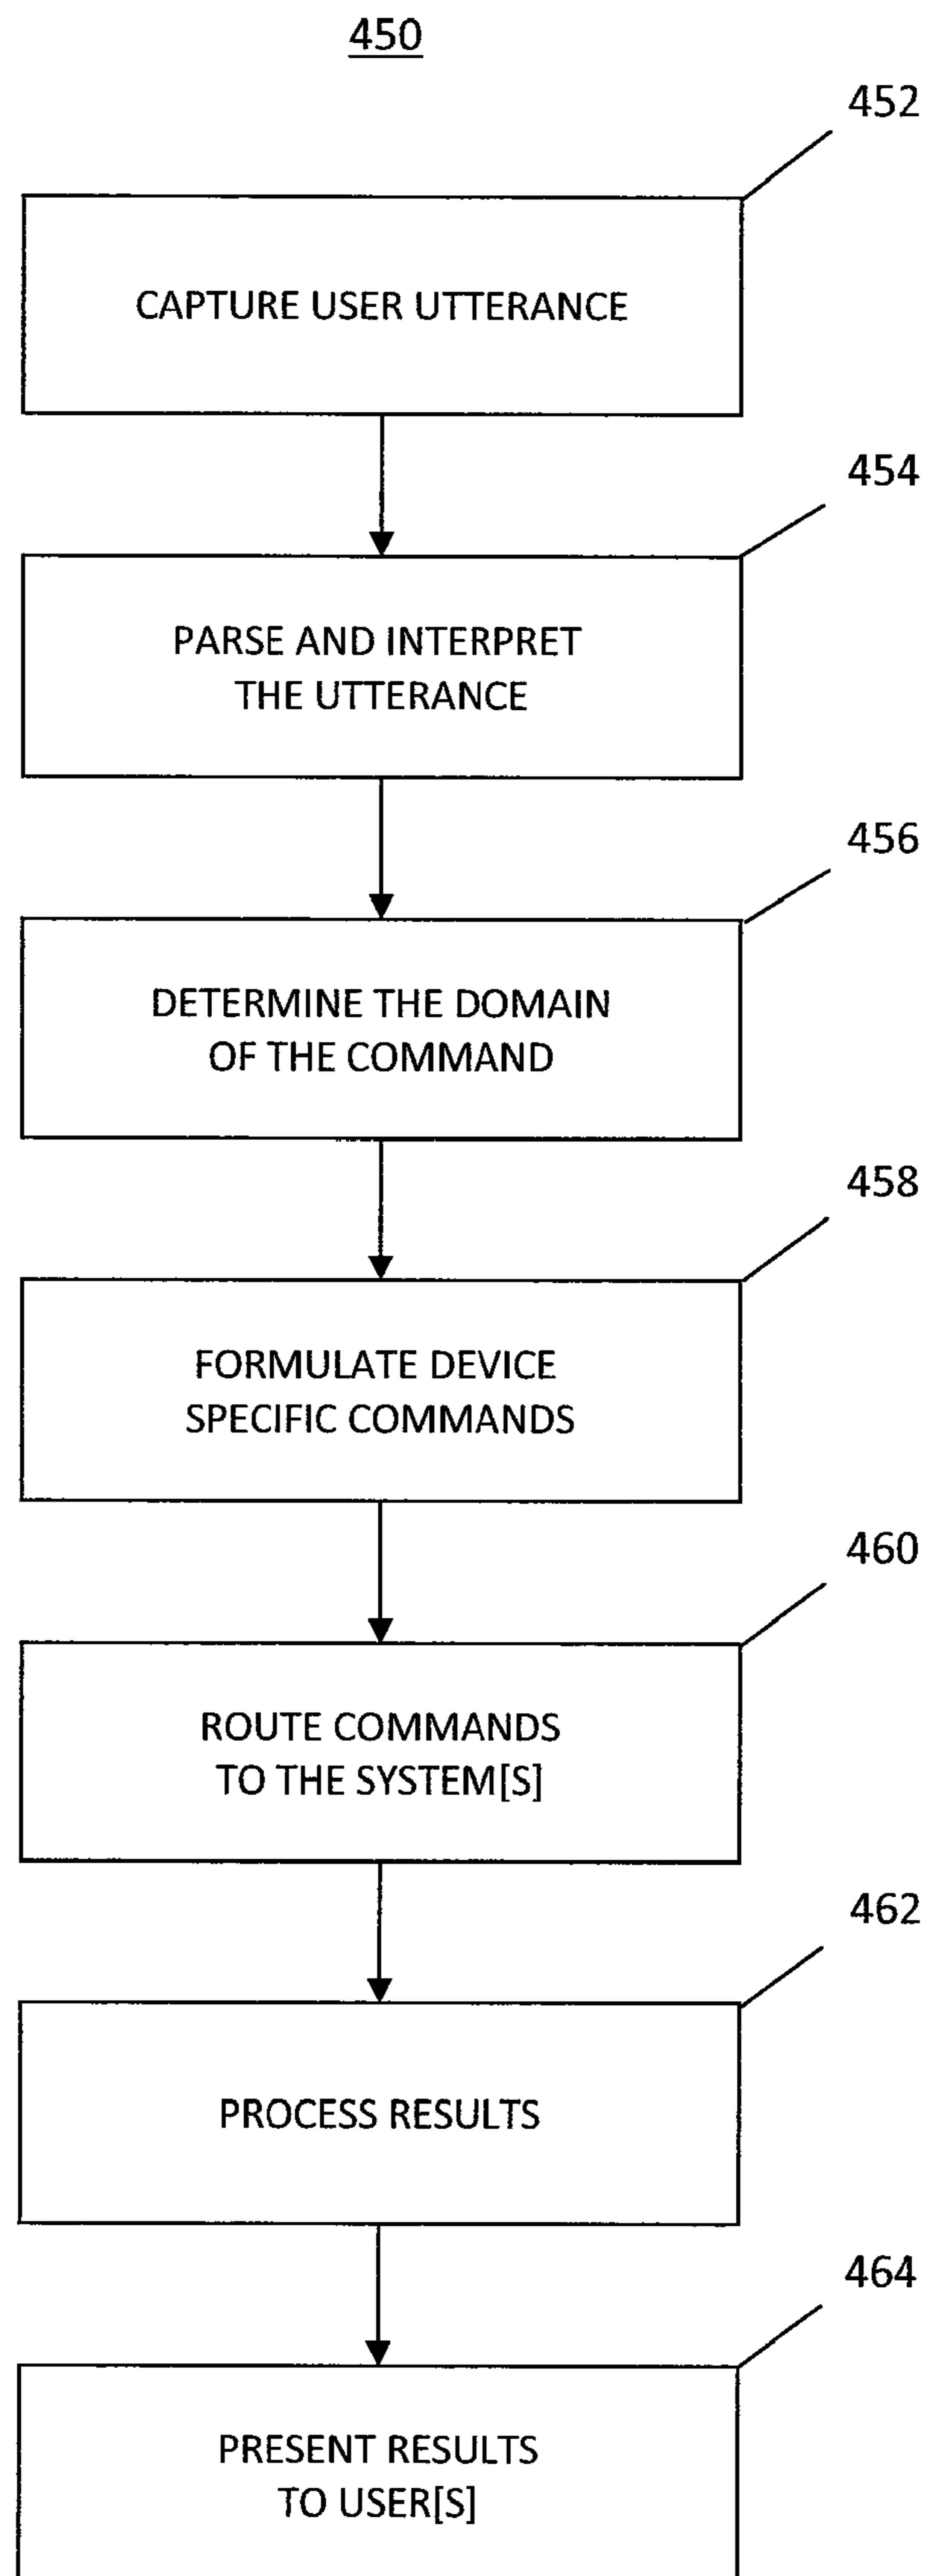 450
452
CAPTURE USER UTTERANCE
454
PARSE AND INTERPRET
THE UTTERANCE
456
DETERMINE THE DOMAIN
OF THE COMMAND
458
FORMULATE DEVICE
SPECIFIC COMMANDS
460
ROUTE COMMANDS
TO THE SYSTEM[S]
462
PROCESS RESULTS
464
PRESENT RESULTS
TO USER[S]